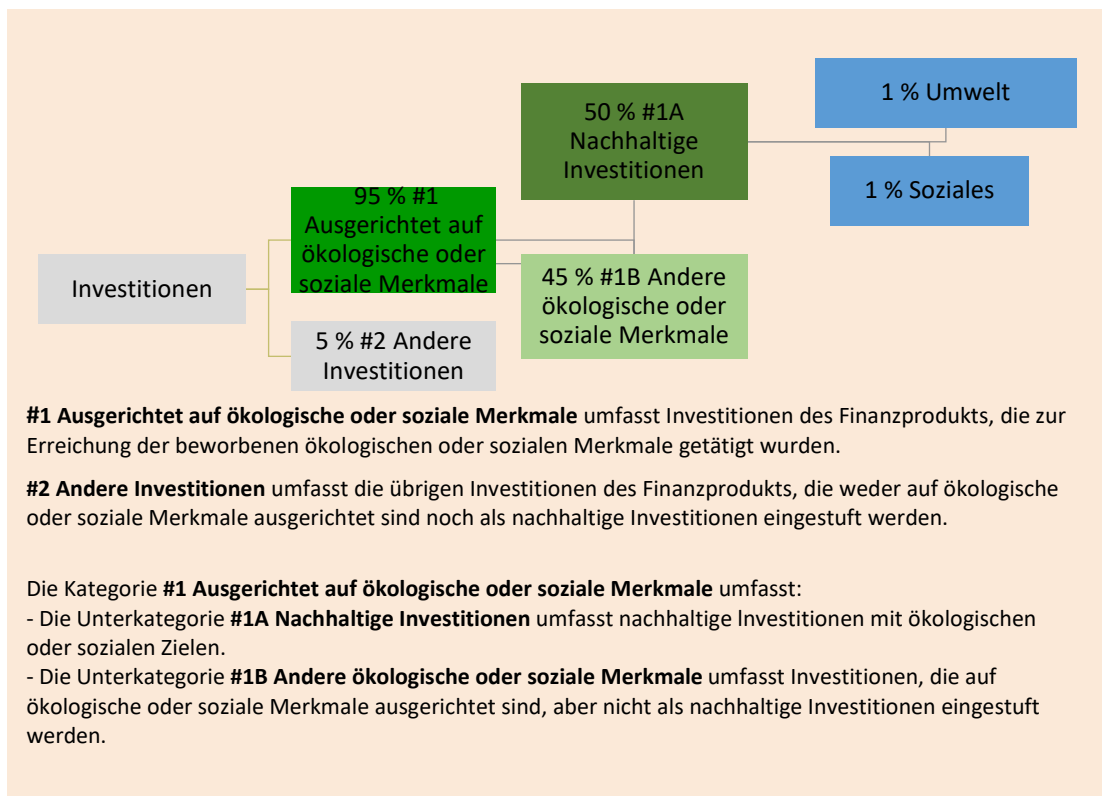 1 % Umwelt
50 % #1A
Nachhaltige
Investitionen
1 % Soziales
95 % #1
Ausgerichtet auf
ökologische oder
soziale Merkmale
45 % #1B Andere
ökologische oder
soziale Merkmale
Investitionen
5 % #2 Andere
Investitionen
#1 Ausgerichtet auf ökologische oder soziale Merkmale umfasst Investitionen des Finanzprodukts, die zur
Erreichung der beworbenen ökologischen oder sozialen Merkmale getätigt wurden.
#2 Andere Investitionen umfasst die übrigen Investitionen des Finanzprodukts, die weder auf ökologische
oder soziale Merkmale ausgerichtet sind noch als nachhaltige Investitionen eingestuft werden.
Die Kategorie #1 Ausgerichtet auf ökologische oder soziale Merkmale umfasst:
- Die Unterkategorie #1A Nachhaltige Investitionen umfasst nachhaltige Investitionen mit ökologischen
oder sozialen Zielen.
- Die Unterkategorie #1B Andere ökologische oder soziale Merkmale umfasst Investitionen, die auf
ökologische oder soziale Merkmale ausgerichtet sind, aber nicht als nachhaltige Investitionen eingestuft
werden.